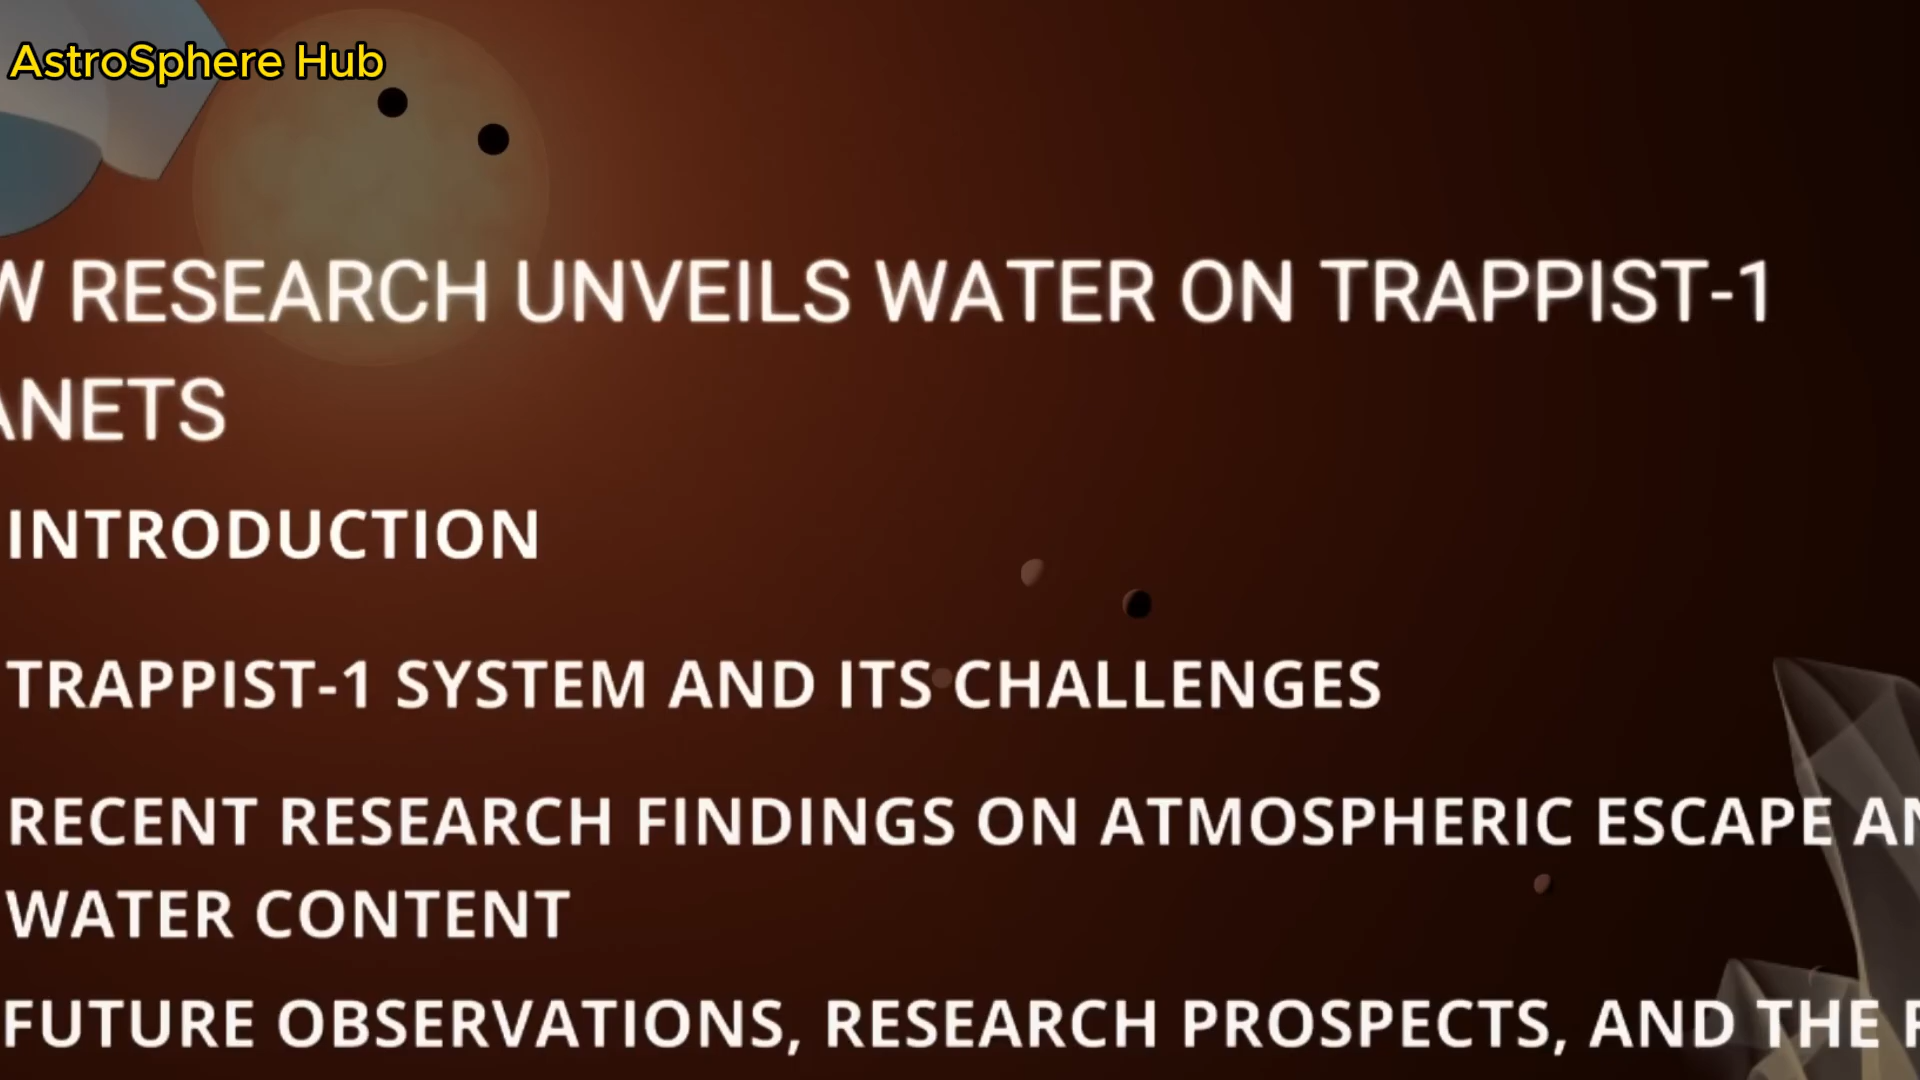 AstroSphere Hub
W RESEARCH UNVEILS WATER ON TRAPPIST-1
ANETS
INTRODUCTION
TRAPPIST-1 SYSTEM AND ITS CHALLENGES
RECENT RESEARCH FINDINGS ON ATMOSPHERIC ESCAPE AN
WATER CONTENT
FUTURE OBSERVATIONS, RESEARCH PROSPECTS, AND THE